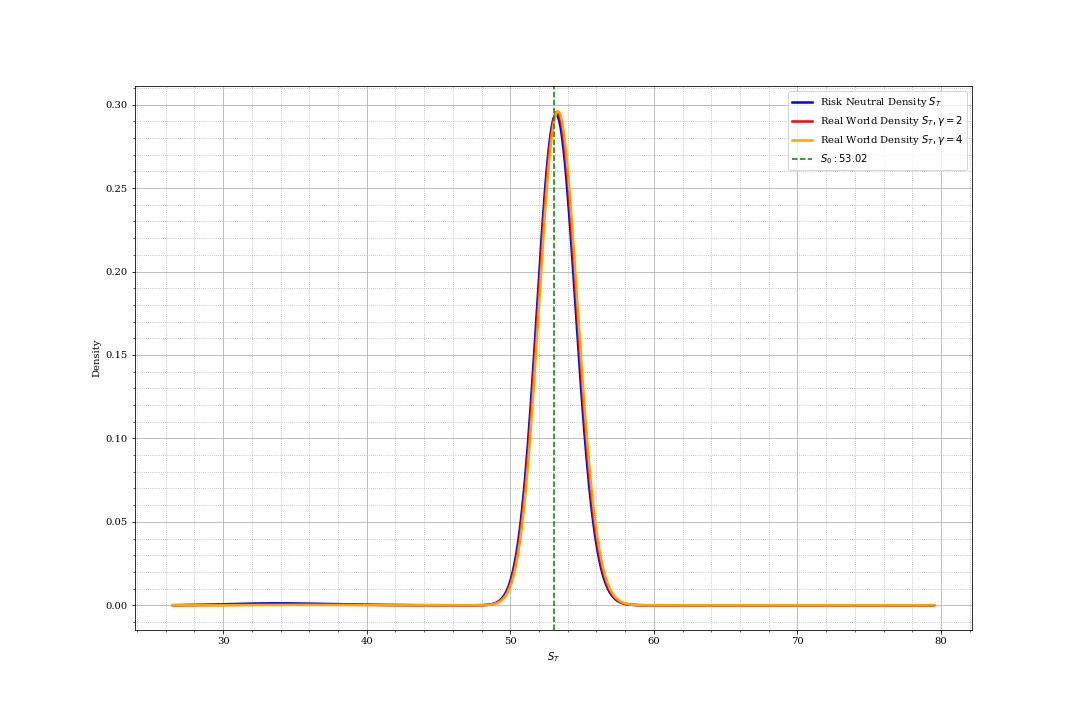 0.30
0.25
0.20
0.15
0.10
0.05
0.00
Density
30 40 50 60 70 80
S_T
Risk Neutral Density S_T
Real World Density S_T, γ = 2
Real World Density S_T, γ = 4
S_0 : 53.02